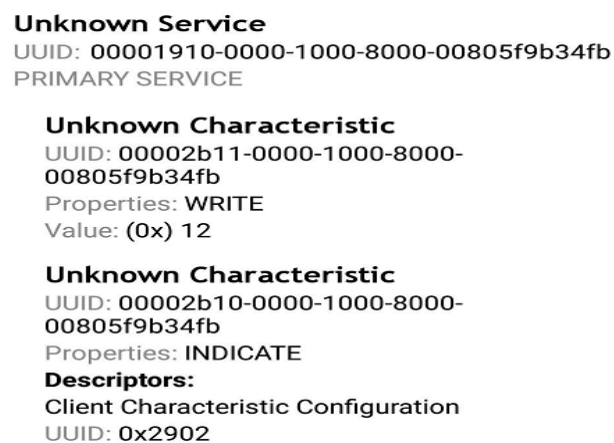 Unknown Service
UUID: 00001910-0000-1000-8000-00805f9b34fb
PRIMARY SERVICE
Unknown Characteristic
UUID: 00002b11-0000-1000-8000-
00805f9b34fb
Properties: WRITE
Value: (0x) 12
Unknown Characteristic
UUID: 00002b10-0000-1000-8000-
00805f9b34fb
Properties: INDICATE
Descriptors:
Client Characteristic Configuration
UUID: 0x2902